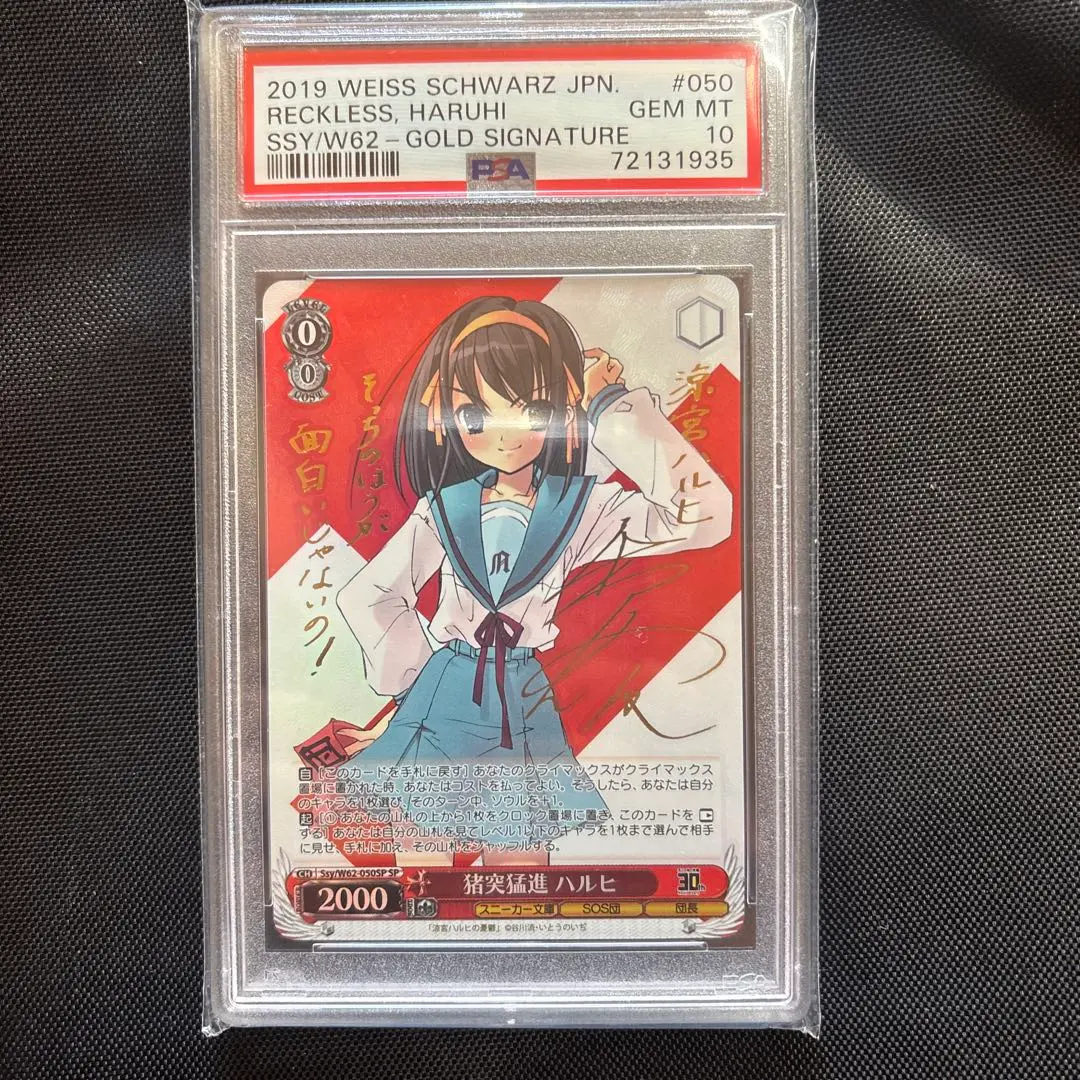 2019 WEISS SCHWARZ JPN. #050
RECKLESS, HARUHI GEM MT
SSY/W62-GOLD SIGNATURE 10
PSA 72131935
0
0
COST
涼宮ハルヒ
そっちのほうが
面白いじゃないの!
自 [このカードを手札に戻す] あなたのクライマックスがクライマックス
置場に置かれた時、あなたはコストを払ってよい。そうしたら、あなたは自分
のキャラを1枚選び、そのターン中、ソウルを+1。
起 [① あなたの山札の上から1枚をクロック置場に置き、このカードを
する] あなたは自分の山札を見てレベル1以下のキャラを1枚まで選んで相手
に見せ、手札に加え、その山札をシャッフルする。
CH Ssy/W62-050SP SP
猪突猛進 ハルヒ
30th
2000
スニーカー文庫 SOS団 団長
「涼宮ハルヒの憂鬱」 ©谷川流・いとうのいぢ